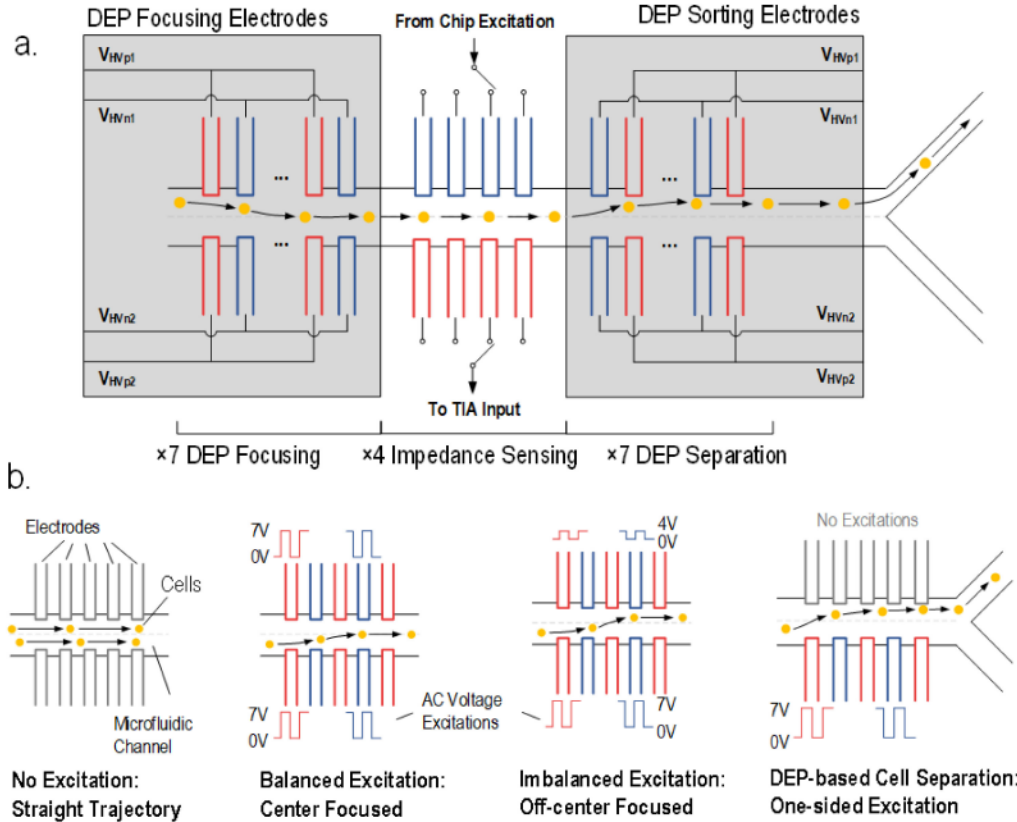 a.
DEP Focusing Electrodes
From Chip Excitation
DEP Sorting Electrodes
VHVp1
VHVn1
...
...
VHVn2
VHVp2
VHVp1
VHVn1
...
...
VHVn2
VHVp2
To TIA Input
×7 DEP Focusing
×4 Impedance Sensing
×7 DEP Separation
b.
Electrodes
Cells
Microfluidic
Channel
No Excitation:
Straight Trajectory
7V
0V
7V
0V
AC Voltage
Excitations
Balanced Excitation:
Center Focused
4V
0V
7V
0V
Imbalanced Excitation:
Off-center Focused
No Excitations
7V
0V
DEP-based Cell Separation:
One-sided Excitation